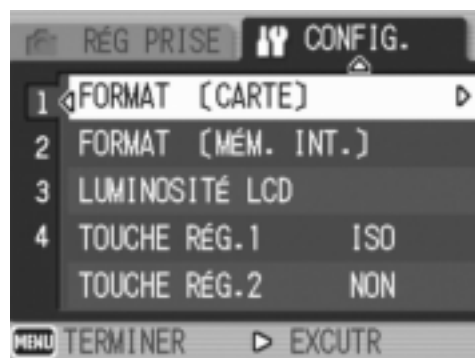 RÉG PRISE CONFIG.
1 FORMAT [CARTE]
2 FORMAT [MÉM. INT.]
3 LUMINOSITÉ LCD
4 TOUCHE RÉG.1 ISO
TOUCHE RÉG.2 NON
MENU TERMINER EXCUTR